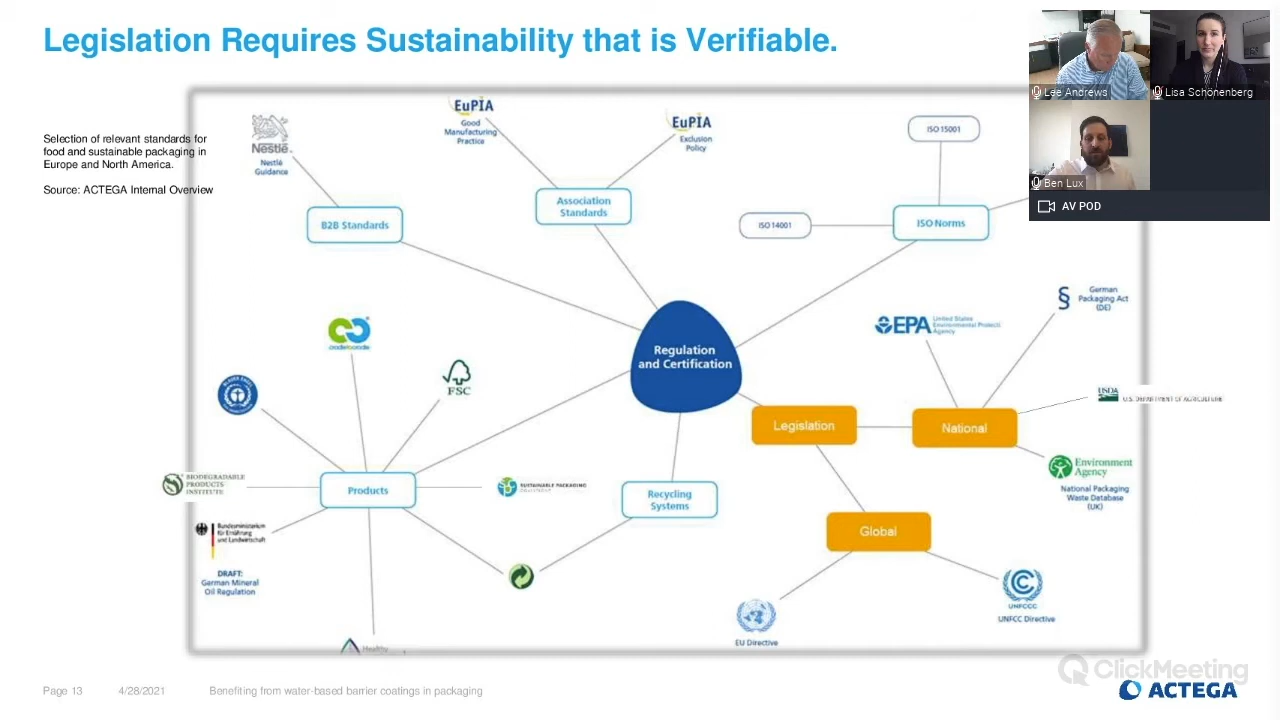 Legislation Requires Sustainability that is Verifiable.
Lee Andrews
Lisa Schönenberg
Ben Lux
AV POD
Selection of relevant standards for
food and sustainable packaging in
Europe and North America.
Source: ACTEGA Internal Overview
Nestlé.
Nestlé
Guidance
EuPIA
Good
Manufacturing
Practice
EuPIA
Exclusion
Policy
ISO 15001
B2B Standards
Association
Standards
ISO 14001
ISO Norms
German
Packaging Act
(DE)
EPA
United States
Environmental Protecti
Agency
cradletocradle
Regulation
and Certification
FSC
USDA
U.S. DEPARTMENT OF AGRICULTURE
Legislation
National
Environment
Agency
National Packaging
Waste Database
(UK)
BIODEGRADABLE
PRODUCTS
INSTITUTE
Products
SUSTAINABLE PACKAGING
Recycling
Systems
Bundesministerium
für Ernährung
und Landwirtschaft
Global
DRAFT:
German Mineral
Oil Regulation
UNFCCC
UNFCC Directive
EU Directive
Healthy
ClickMeeting
Page 13
4/28/2021
Benefiting from water-based barrier coatings in packaging
ACTEGA